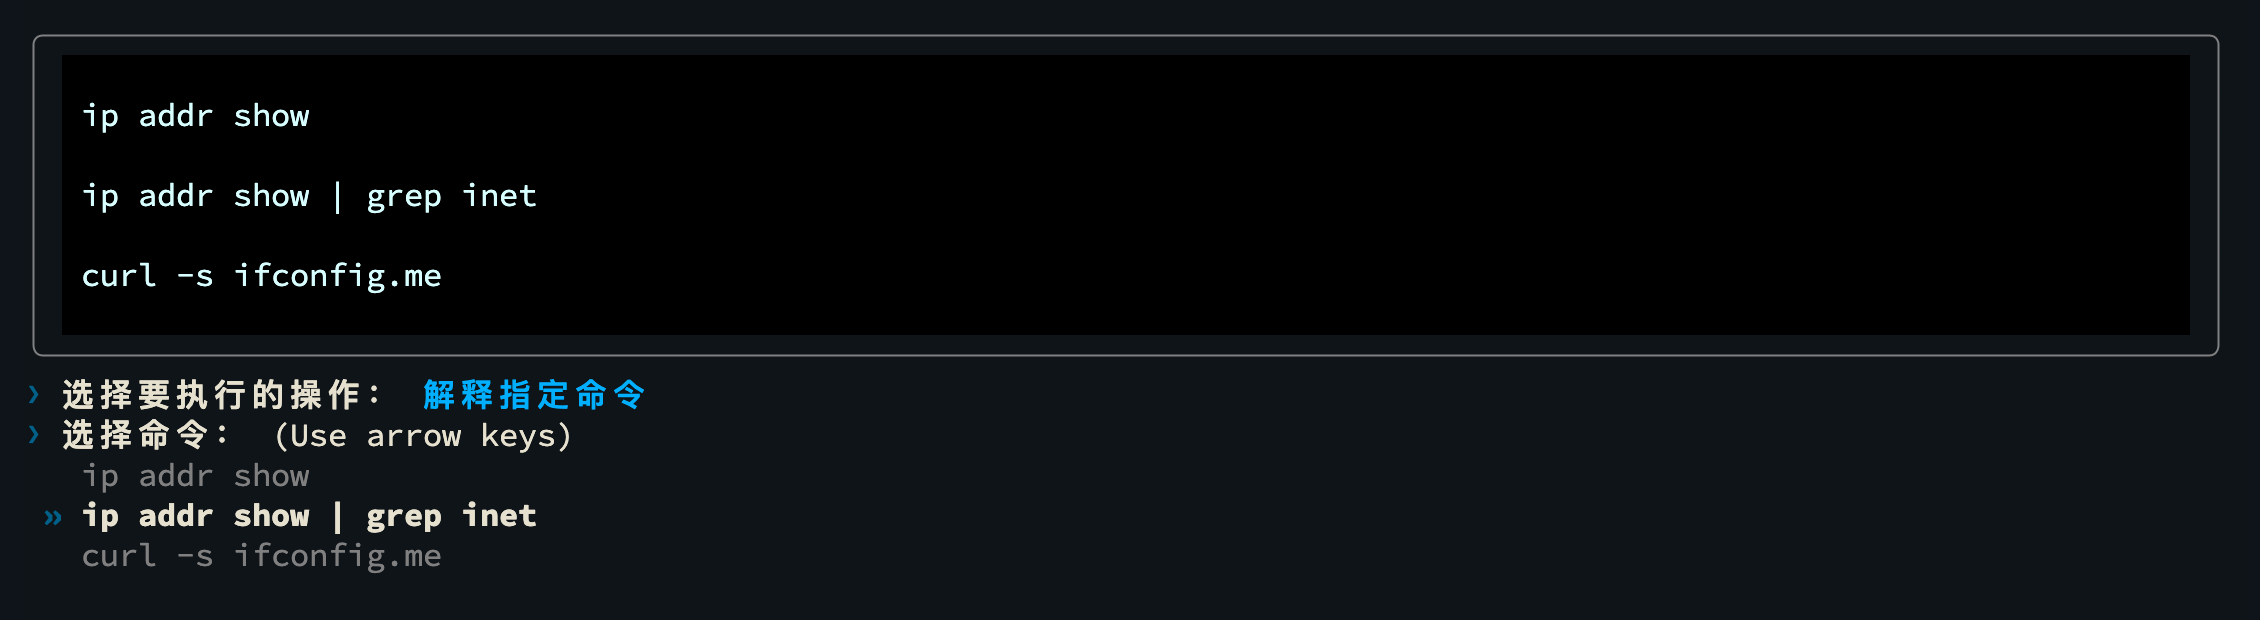 ip addr show
ip addr show | grep inet
curl -s ifconfig.me
› 选择要执行的操作： 解释指定命令
› 选择命令： (Use arrow keys)
ip addr show
» ip addr show | grep inet
curl -s ifconfig.me